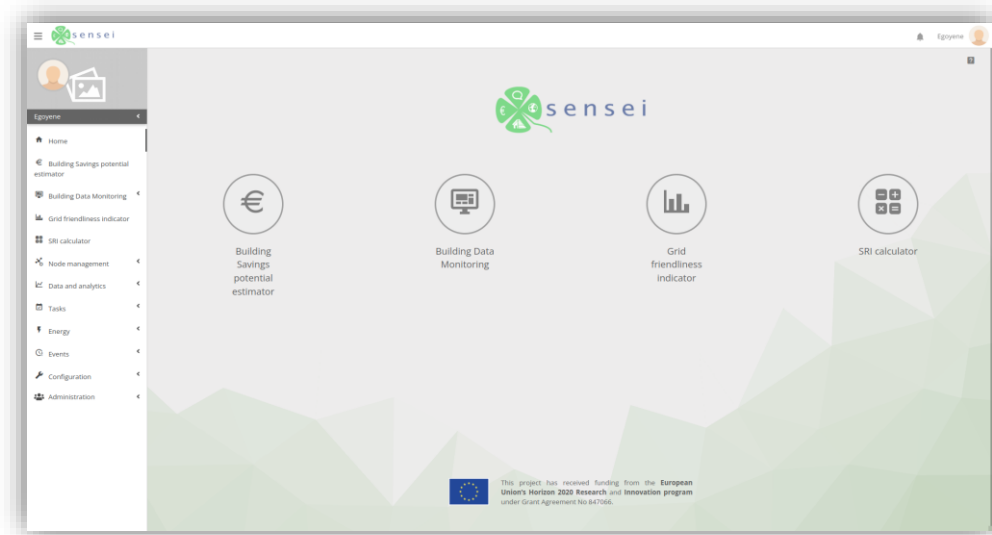 sensei
Egoyene
Egoyene
Home
Building Savings potential
estimator
Building Data Monitoring
Grid friendliness indicator
SRI calculator
Node management
Data and analytics
Tasks
Energy
Events
Configuration
Administration
sensei
Building
Savings
potential
estimator
Building Data
Monitoring
Grid
friendliness
indicator
SRI calculator
This project has received funding from the European
Union's Horizon 2020 Research and Innovation program
under Grant Agreement No 847066.